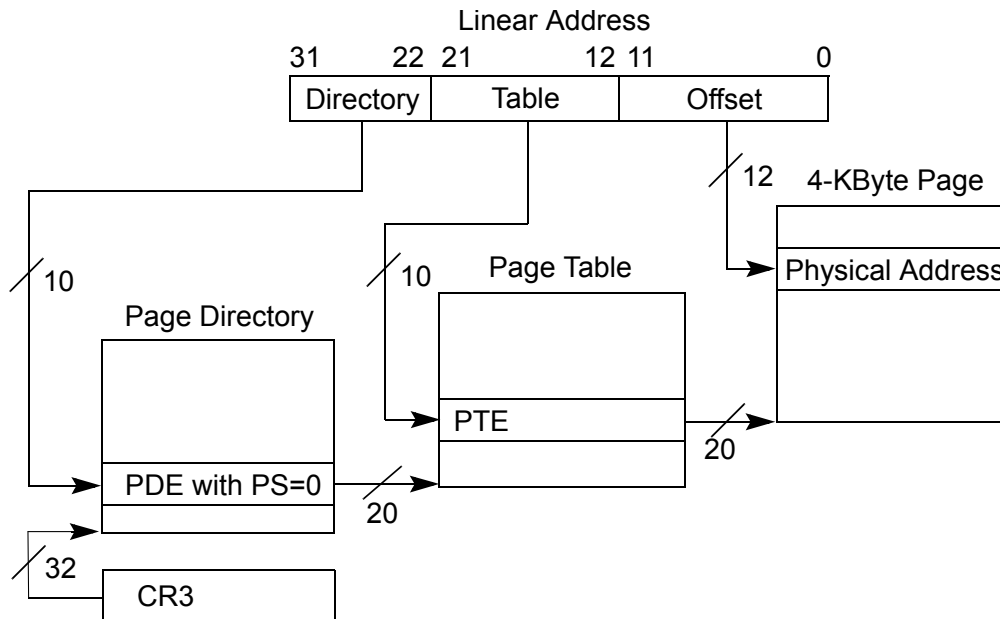 Linear Address
31 22 21 12 11 0
Directory Table Offset
12
4-KByte Page
10
10
Page Table
Physical Address
Page Directory
PTE
20
PDE with PS=0
20
32
CR3